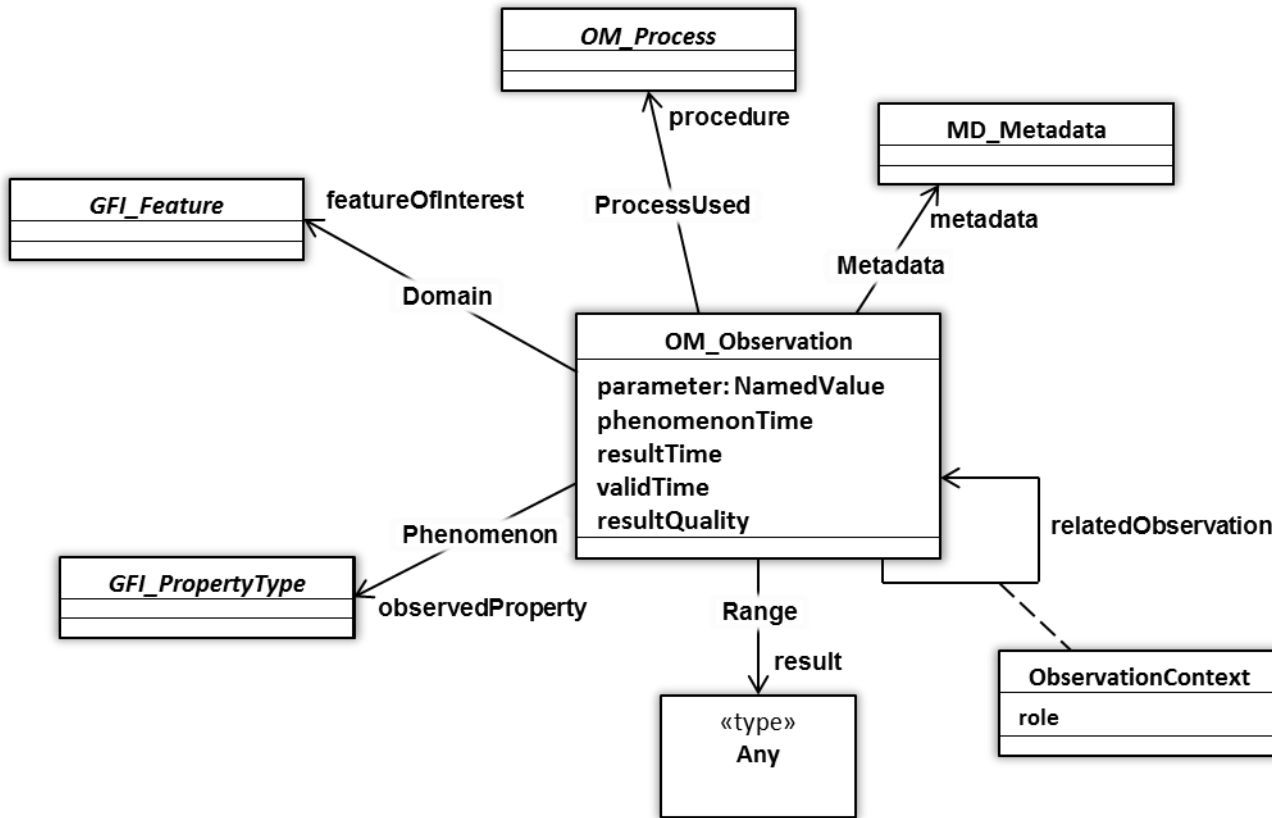 OM_Process
procedure
MD_Metadata
GFI_Feature
featureOfInterest
ProcessUsed
metadata
Metadata
Domain
OM_Observation
parameter: NamedValue
phenomenonTime
resultTime
validTime
resultQuality
relatedObservation
Phenomenon
GFI_PropertyType
observedProperty
Range
result
ObservationContext
role
«type»
Any